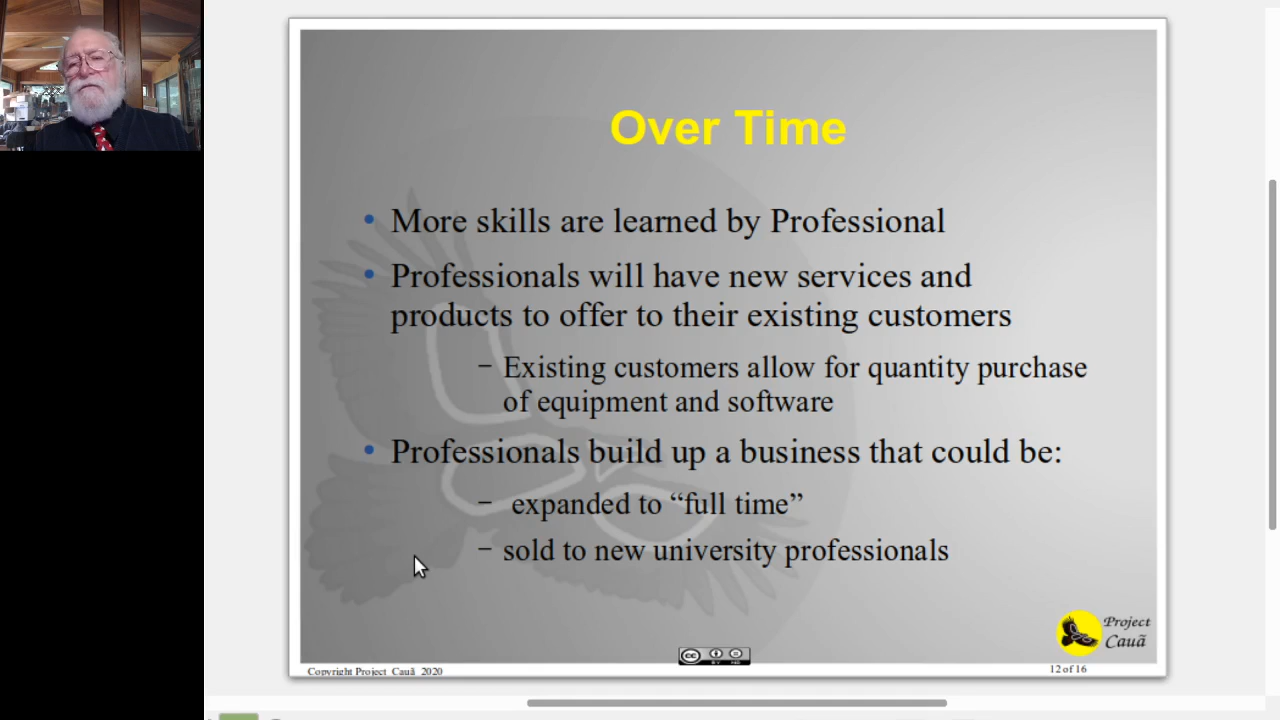 Over Time
• More skills are learned by Professional
• Professionals will have new services and
products to offer to their existing customers
– Existing customers allow for quantity purchase
of equipment and software
• Professionals build up a business that could be:
– expanded to “full time”
– sold to new university professionals
Project
Cauã
Copyright Project Cauã 2020
12 of 16